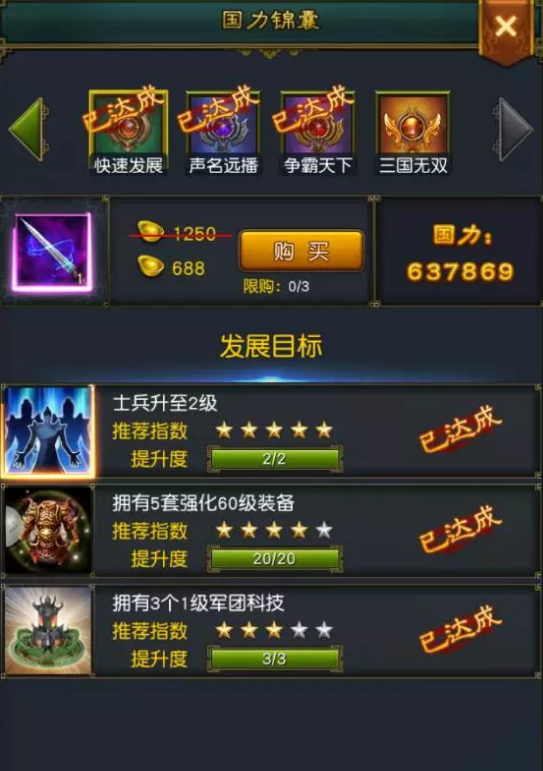 国力锦囊
已达成 已达成 已达成
快速发展 声名远播 争霸天下 三国无双
1250
购买
国力：
1
688
637869
限购：0/3
发展目标
士兵升至2级
推荐指数
已达成
提升度 2/2
拥有5套强化60级装备
推荐指数
已达成
提升度 20/20
拥有3个1级军团科技
推荐指数
已达成
提升度 3/3